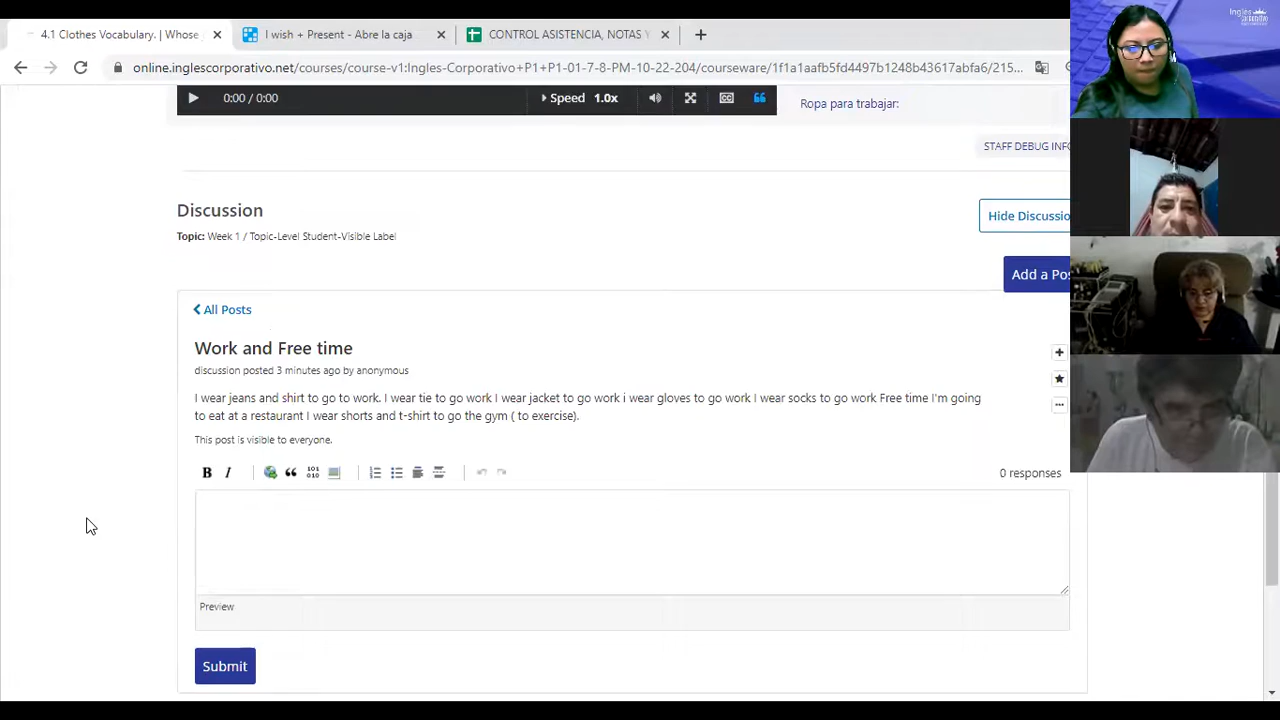 4.1 Clothes Vocabulary. | Whose
I wish + Present - Abre la caja
CONTROL ASISTENCIA, NOTAS Y
online.inglescorporativo.net/courses/course-v1:Ingles-Corporativo+P1+P1-01-7-8-PM-10-22-204/courseware/1f1a1aafb5fd4497b1248b43617abfa6/215...
0:00 / 0:00
Speed 1.0x
Ropa para trabajar:
STAFF DEBUG INFO
Discussion
Hide Discussio
Topic: Week 1 / Topic-Level Student-Visible Label
Add a Pos
All Posts
Work and Free time
discussion posted 3 minutes ago by anonymous
I wear jeans and shirt to go to work. I wear tie to go work I wear jacket to go work i wear gloves to go work I wear socks to go work Free time I'm going
to eat at a restaurant I wear shorts and t-shirt to go the gym ( to exercise).
This post is visible to everyone.
B I
101
010
0 responses
Preview
Submit
Ingles